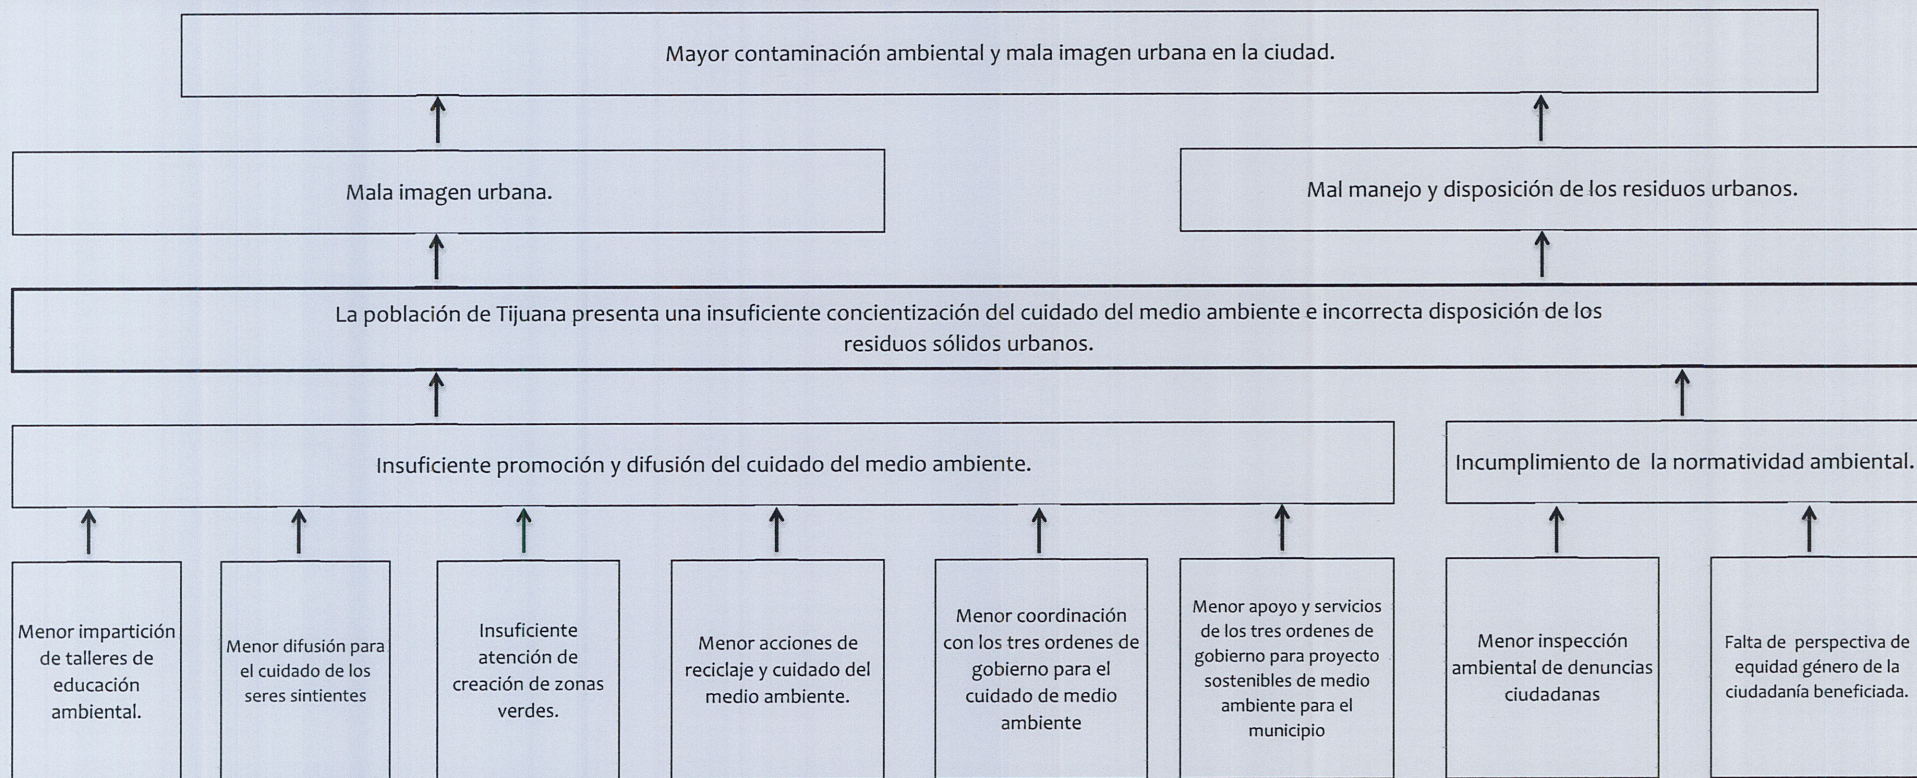 Mayor contaminación ambiental y mala imagen urbana en la ciudad.
Mala imagen urbana.
Mal manejo y disposición de los residuos urbanos.
La población de Tijuana presenta una insuficiente concientización del cuidado del medio ambiente e incorrecta disposición de los
residuos sólidos urbanos.
Insuficiente promoción y difusión del cuidado del medio ambiente.
Incumplimiento de la normatividad ambiental.
Menor impartición
de talleres de
educación
ambiental.
Menor difusión para
el cuidado de los
seres sintientes
Insuficiente
atención de
creación de zonas
verdes.
Menor acciones de
reciclaje y cuidado del
medio ambiente.
Menor coordinación
con los tres ordenes de
gobierno para el
cuidado de medio
ambiente
Menor apoyo y servicios
de los tres ordenes de
gobierno para proyecto
sostenibles de medio
ambiente para el
municipio
Menor inspección
ambiental de denuncias
ciudadanas
Falta de perspectiva de
equidad género de la
ciudadanía beneficiada.